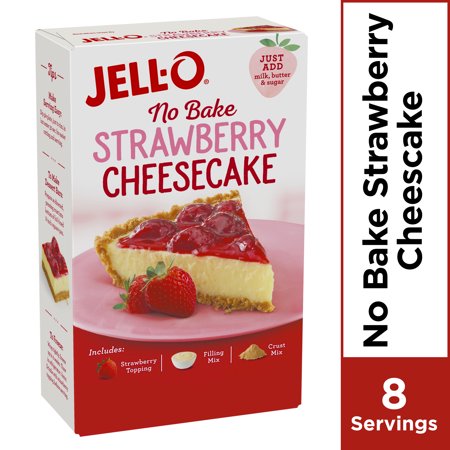 JELL-O®
No Bake
STRAWBERRY
CHEESECAKE
JUST
ADD
milk, butter
& sugar
Includes:
Strawberry
Topping
Filling
Mix
Crust
Mix
Tips
No Bake Strawberry
Cheescake
8
Servings